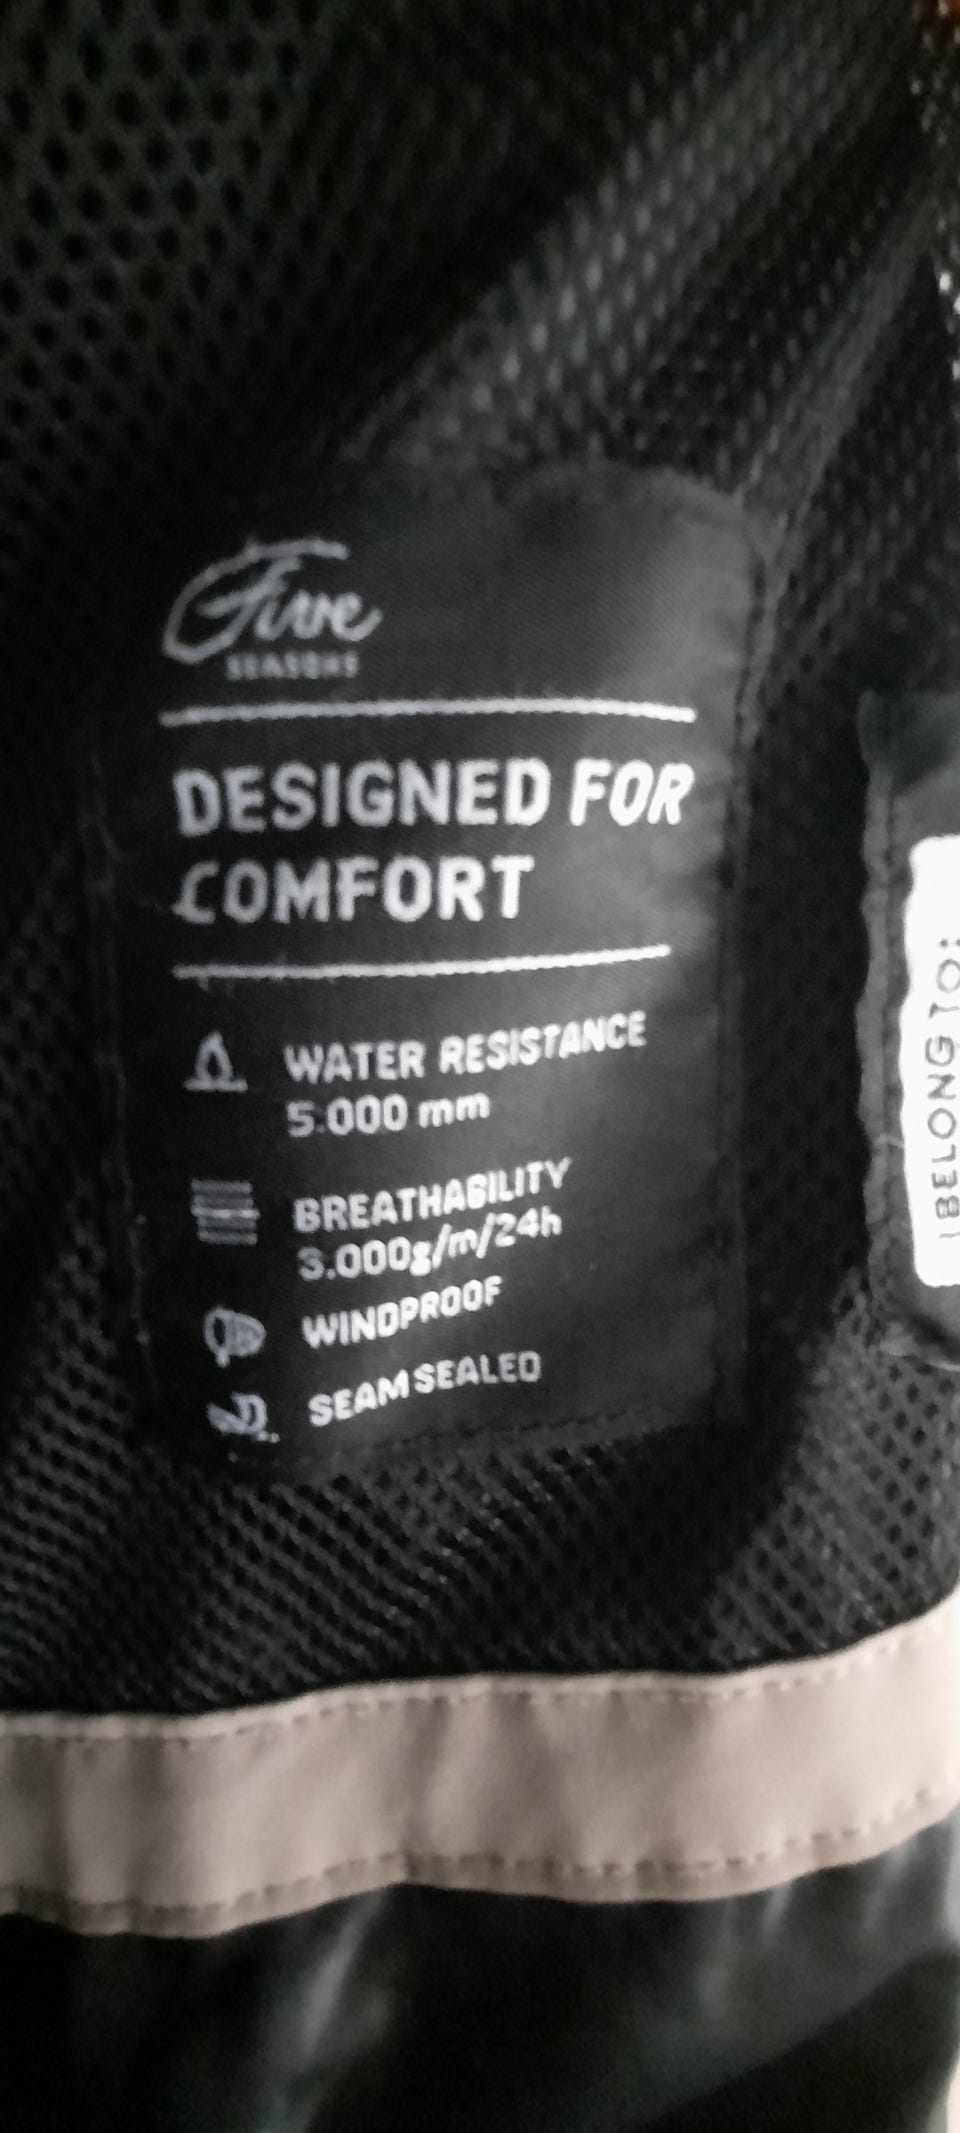 Five
SEASONS
DESIGNED FOR
COMFORT
WATER RESISTANCE
5.000 mm
BREATHABILITY
3.000g/m/24h
WINDPROOF
SEAM SEALED
I BELONG TO: